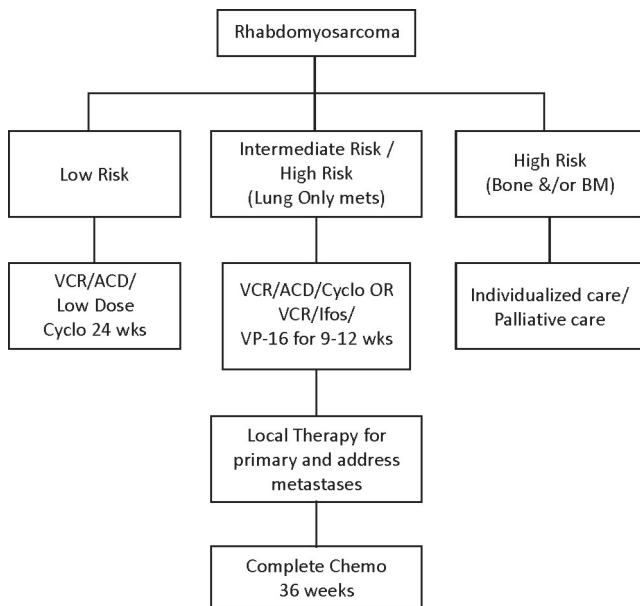 Rhabdomyosarcoma
Low Risk
Intermediate Risk /
High Risk
(Lung Only mets)
High Risk
(Bone &/or BM)
VCR/ACD/
Low Dose
Cyclo 24 wks
VCR/ACD/Cyclo OR
VCR/Ifos/
VP-16 for 9-12 wks
Individualized care/
Palliative care
Local Therapy for
primary and address
metastases
Complete Chemo
36 weeks